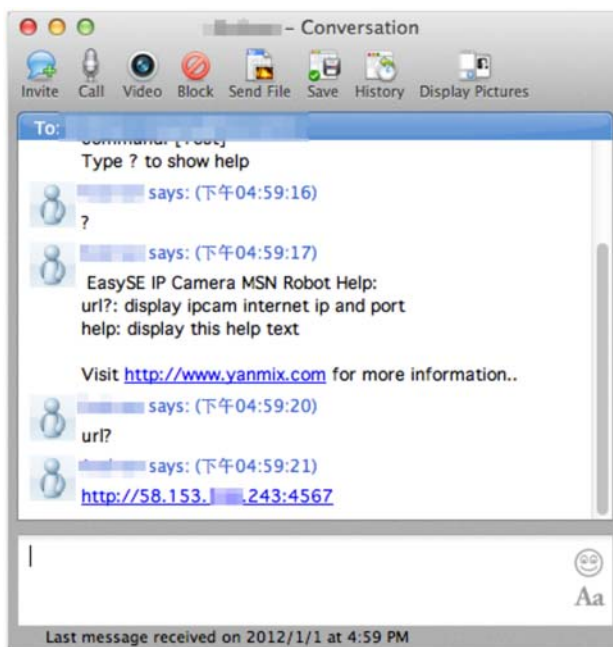 – Conversation
Invite Call Video Block Send File Save History Display Pictures
To:
command: [Test]
Type ? to show help
says: (下午04:59:16)
?
says: (下午04:59:17)
EasySE IP Camera MSN Robot Help:
url?: display ipcam internet ip and port
help: display this help text
Visit http://www.yanmix.com for more information..
says: (下午04:59:20)
url?
says: (下午04:59:21)
http://58.153. .243:4567
Aa
Last message received on 2012/1/1 at 4:59 PM